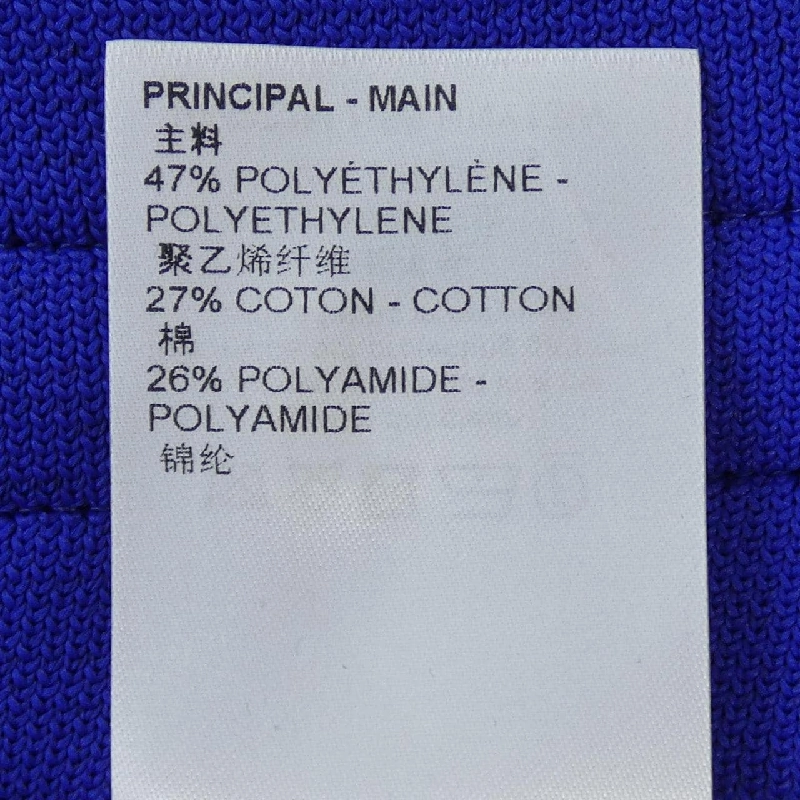 PRINCIPAL - MAIN
主料
47% POLYÉTHYLÈNE -
POLYETHYLENE
聚乙烯纤维
27% COTON - COTTON
棉
26% POLYAMIDE -
POLYAMIDE
锦纶